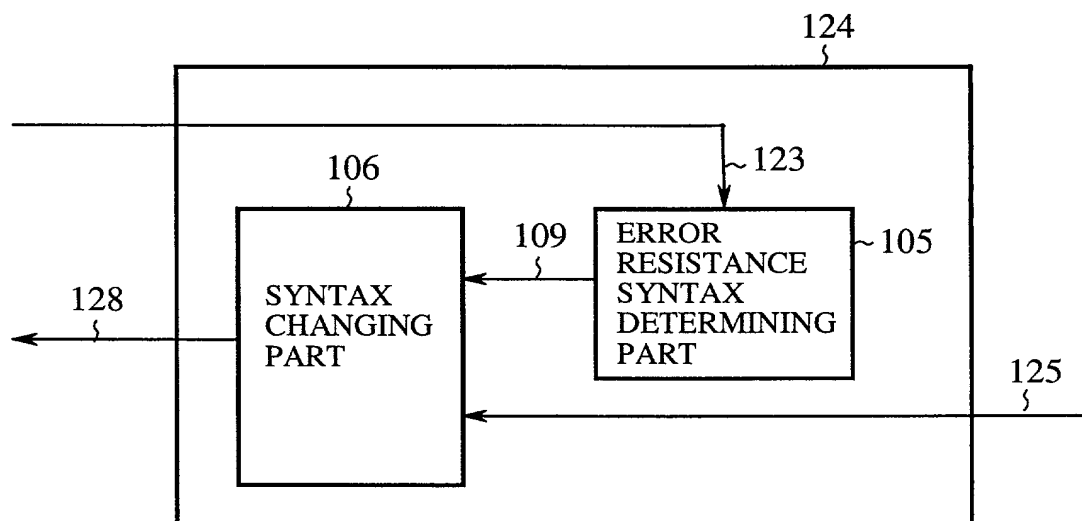 124
123
106
109
ERROR
RESISTANCE
SYNTAX
DETERMINING
PART
105
SYNTAX
CHANGING
PART
128
125